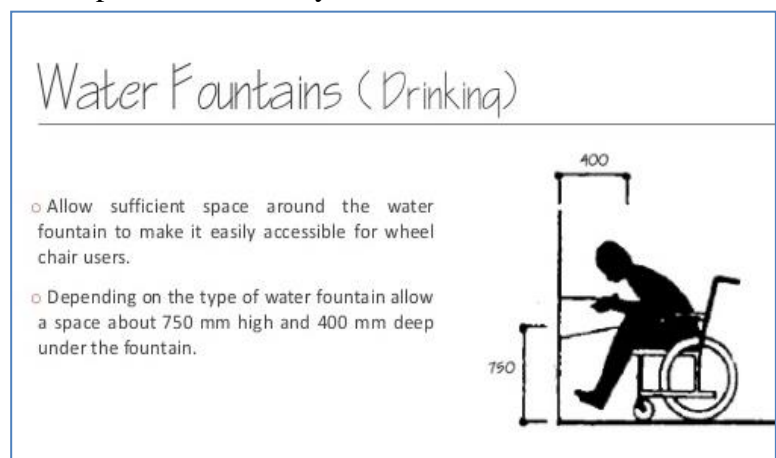 Water Fountains (Drinking)
400
○ Allow sufficient space around the water
fountain to make it easily accessible for wheel
chair users.
○ Depending on the type of water fountain allow
a space about 750 mm high and 400 mm deep
under the fountain.
750